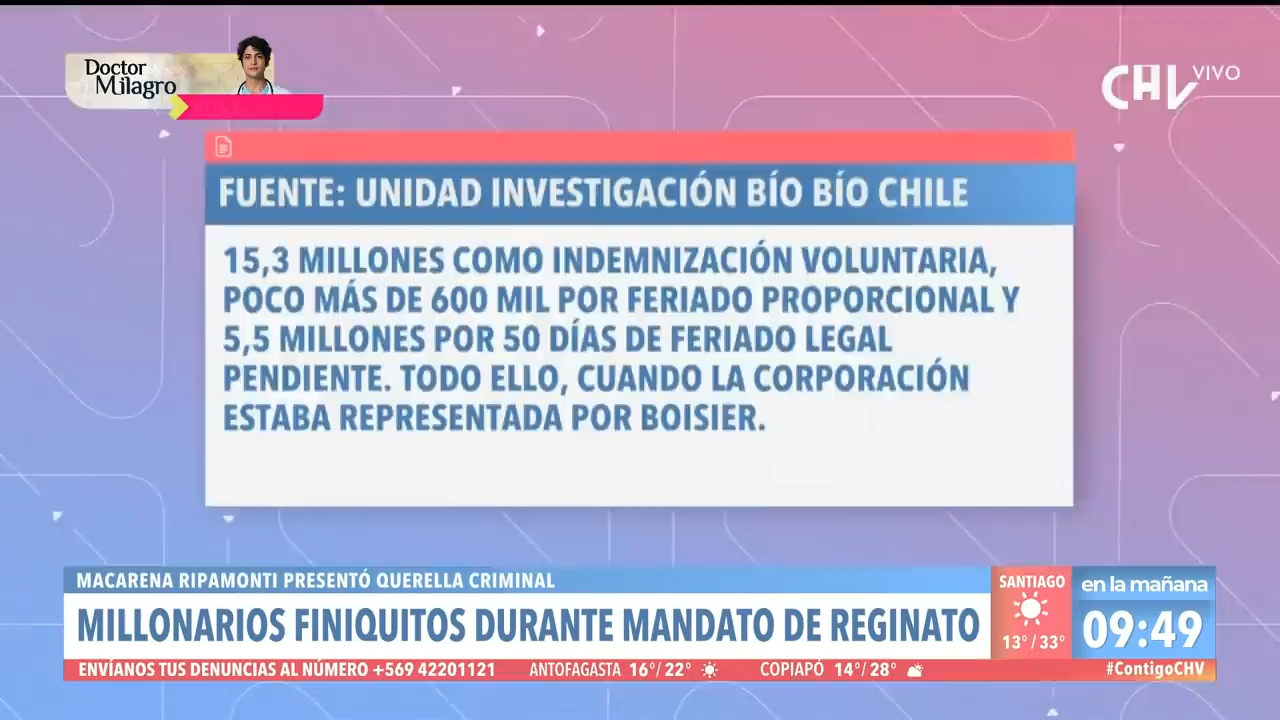 Doctor
Milagro
CHV VIVO
FUENTE: UNIDAD INVESTIGACIÓN BÍO BÍO CHILE
15,3 MILLONES COMO INDEMNIZACIÓN VOLUNTARIA,
POCO MÁS DE 600 MIL POR FERIADO PROPORCIONAL Y
5,5 MILLONES POR 50 DÍAS DE FERIADO LEGAL
PENDIENTE. TODO ELLO, CUANDO LA CORPORACIÓN
ESTABA REPRESENTADA POR BOISIER.
MACARENA RIPAMONTI PRESENTÓ QUERELLA CRIMINAL
MILLONARIOS FINIQUITOS DURANTE MANDATO DE REGINATO
SANTIAGO
13°/33°
en la mañana
09:49
ENVÍANOS TUS DENUNCIAS AL NÚMERO +569 42201121 ANTOFAGASTA 16°/22° COPIAPÓ 14°/28°
#ContigoCHV